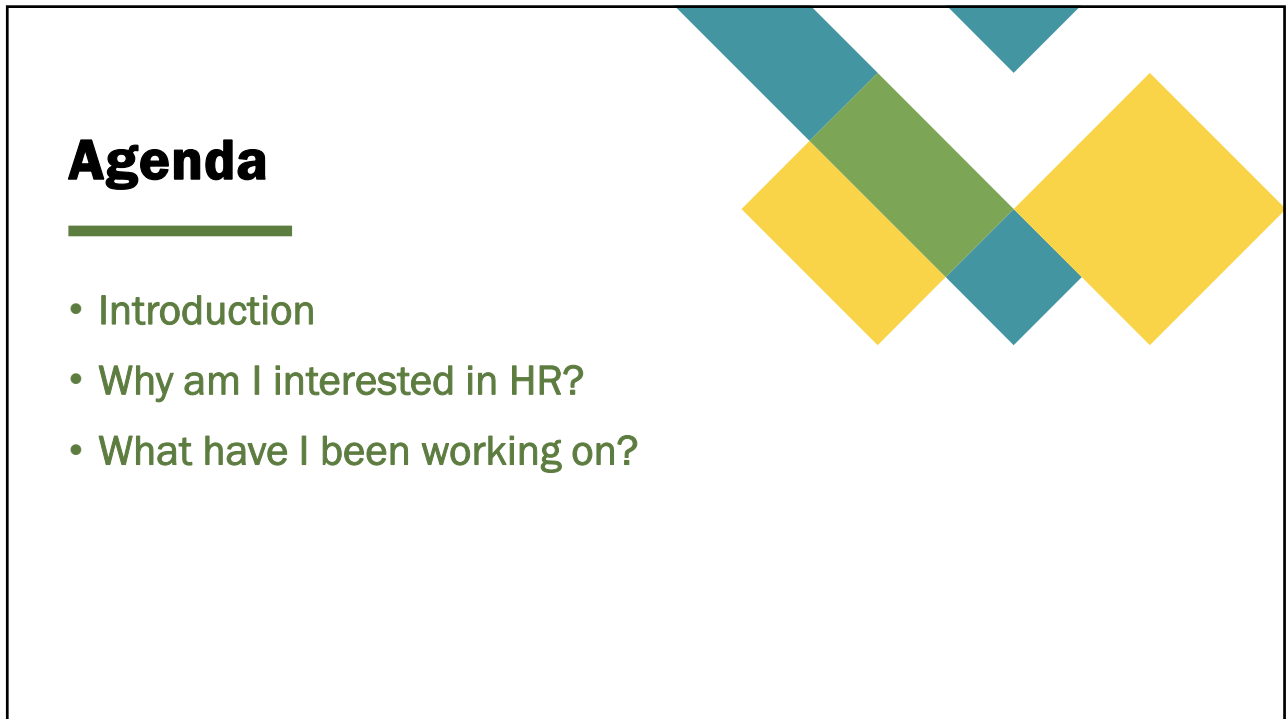 Agenda
• Introduction
• Why am I interested in HR?
• What have I been working on?